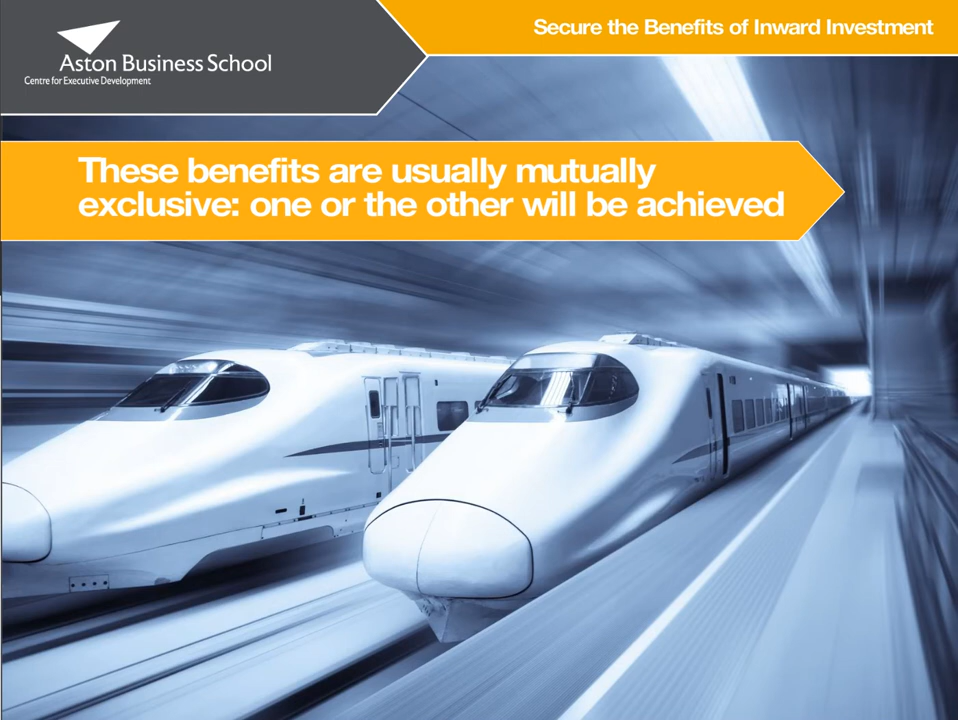 Aston Business School
Centre for Executive Development
Secure the Benefits of Inward Investment
These benefits are usually mutually
exclusive: one or the other will be achieved